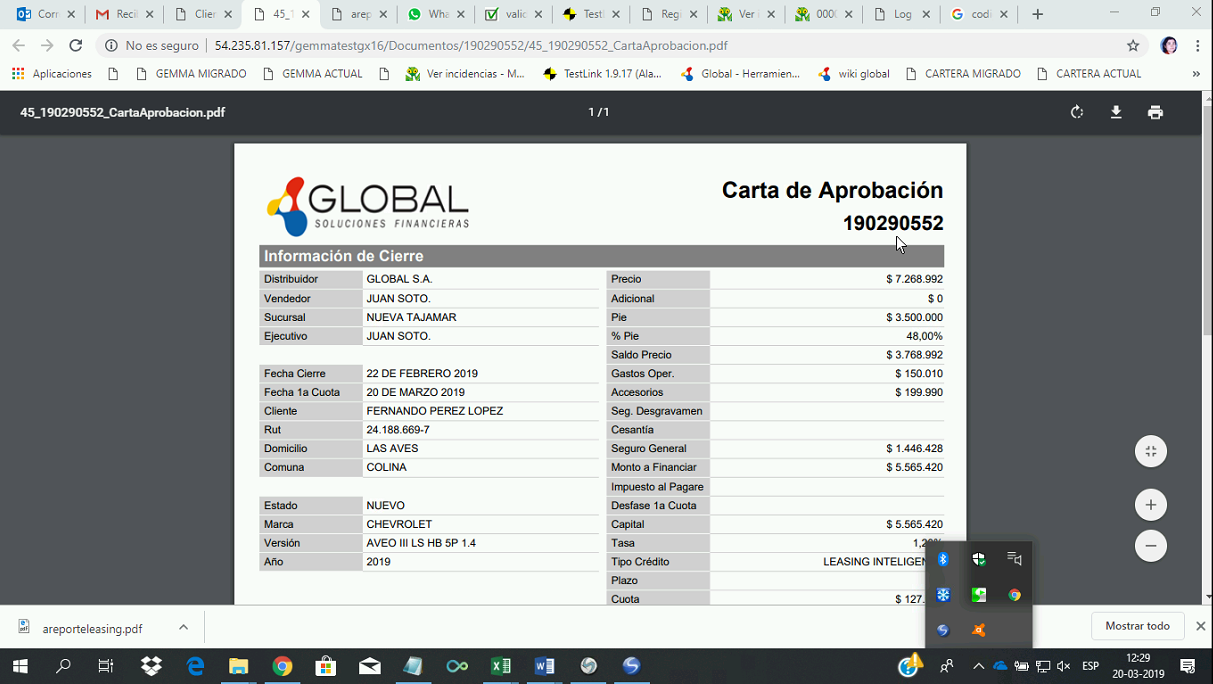 Corr
Recil
Clien
45_1
arep
Wha
valid
Testl
Regi
Ver i
0000
Log
codi
No es seguro
54.235.81.157/gemmatestgx16/Documentos/190290552/45_190290552_CartaAprobacion.pdf
Aplicaciones
GEMMA MIGRADO
GEMMA ACTUAL
Ver incidencias - M...
TestLink 1.9.17 (Ala...
Global - Herramien...
wiki global
CARTERA MIGRADO
CARTERA ACTUAL
»
45_190290552_CartaAprobacion.pdf
1 / 1
GLOBAL
SOLUCIONES FINANCIERAS
Carta de Aprobación
190290552
Información de Cierre
Distribuidor GLOBAL S.A. Precio $ 7.268.992
Vendedor JUAN SOTO. Adicional $ 0
Sucursal NUEVA TAJAMAR Pie $ 3.500.000
Ejecutivo JUAN SOTO. % Pie 48,00%
Saldo Precio $ 3.768.992
Fecha Cierre 22 DE FEBRERO 2019 Gastos Oper. $ 150.010
Fecha 1a Cuota 20 DE MARZO 2019 Accesorios $ 199.990
Cliente FERNANDO PEREZ LOPEZ Seg. Desgravamen
Rut 24.188.669-7 Cesantía
Domicilio LAS AVES Seguro General $ 1.446.428
Comuna COLINA Monto a Financiar $ 5.565.420
Impuesto al Pagare
Estado NUEVO Desfase 1a Cuota
Marca CHEVROLET Capital $ 5.565.420
Versión AVEO III LS HB 5P 1.4 Tasa 1,2
Año 2019 Tipo Crédito LEASING INTELIGEN
Plazo
Cuota $ 127.
areporteleasing.pdf
Mostrar todo
ESP
12:29
20-03-2019